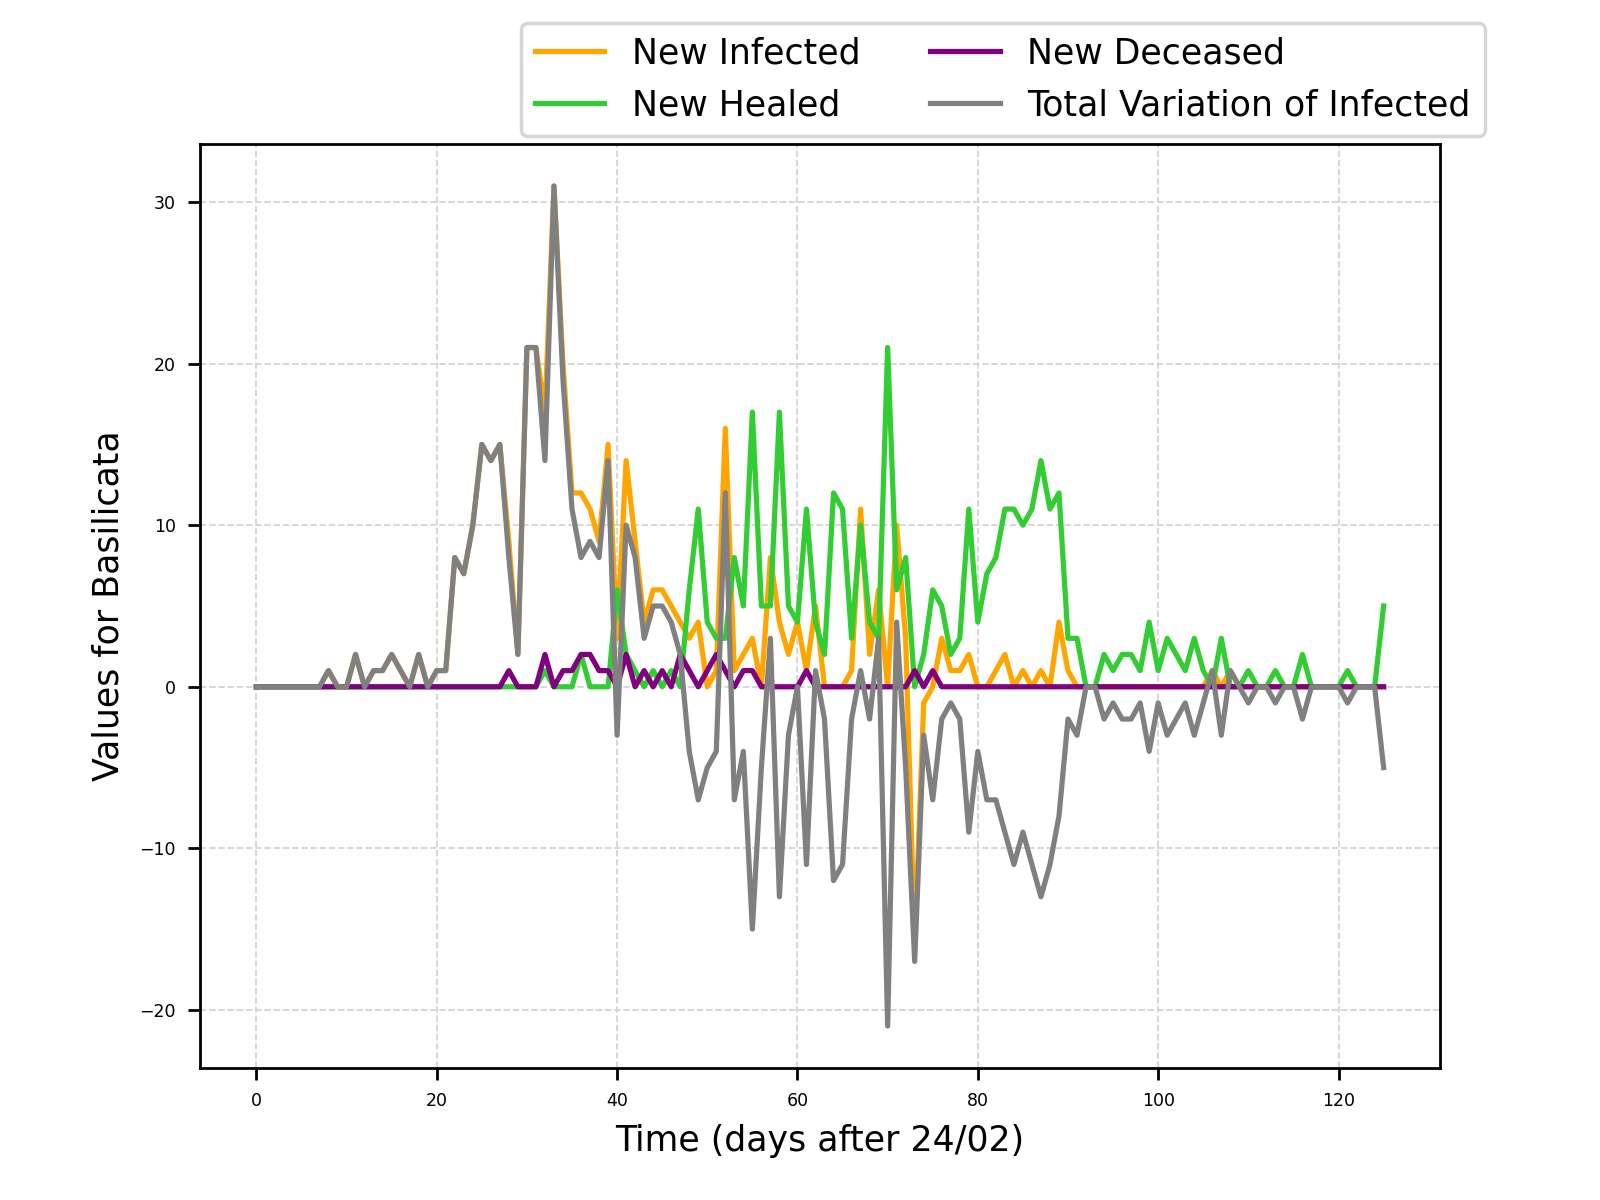 New Infected
New Healed
New Deceased
Total Variation of Infected
Values for Basilicata
30
20
10
0
−10
−20
0 20 40 60 80 100 120
Time (days after 24/02)